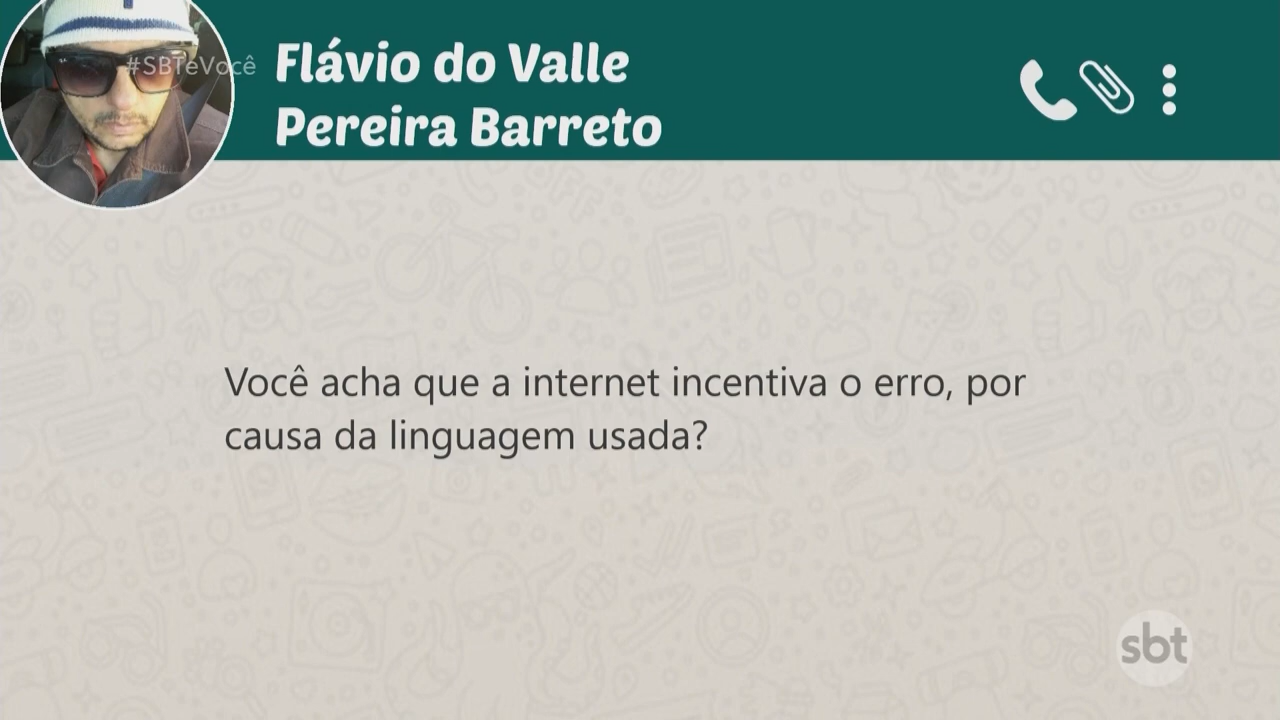 #SBTeVocê
Flávio do Valle
Pereira Barreto
Você acha que a internet incentiva o erro, por
causa da linguagem usada?
sbt